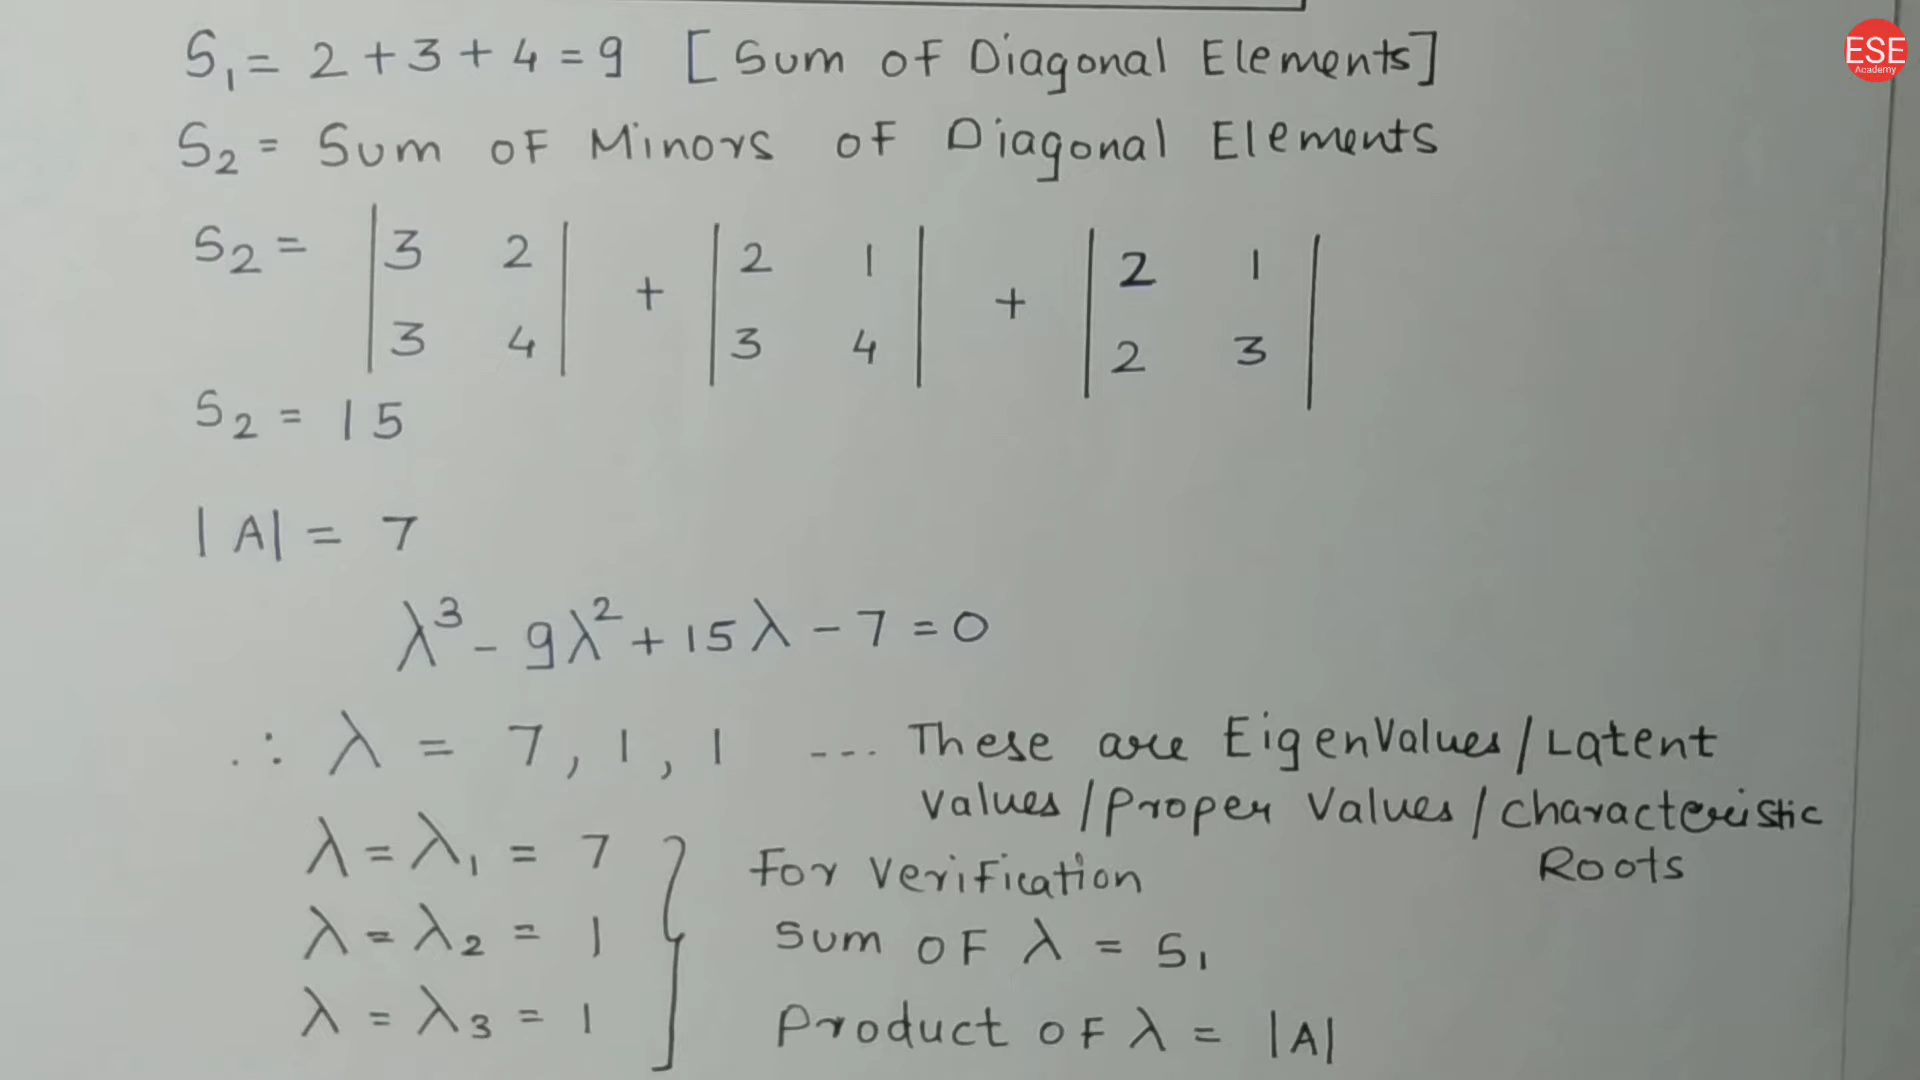 S₁ = 2 + 3 + 4 = 9 [Sum of Diagonal Elements]
ESE
Academy
S₂ = Sum of Minors of Diagonal Elements
S₂ = |3 2| + |2 1| + |2 1|
|3 4| |3 4| |2 3|
S₂ = 15
|A| = 7
λ³ - 9λ² + 15λ - 7 = 0
∴ λ = 7, 1, 1 --- These are EigenValues/Latent
Values/Proper Values/Characteristic
Roots
λ = λ₁ = 7
For Verification
λ = λ₂ = 1
Sum of λ = S₁
λ = λ₃ = 1
Product of λ = |A|